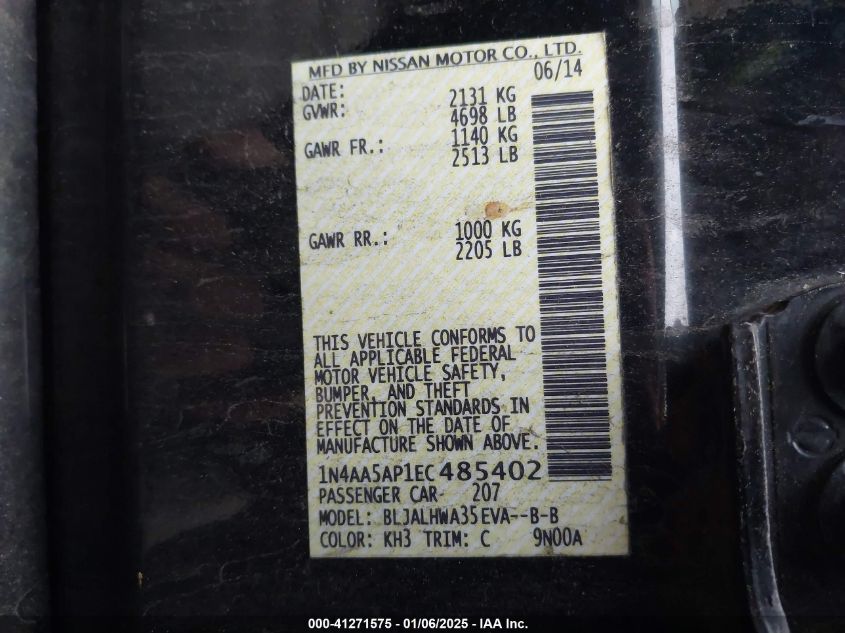 MFD BY NISSAN MOTOR CO., LTD.
DATE: 06/14
GVWR: 2131 KG
4698 LB
GAWR FR.: 1140 KG
2513 LB
GAWR RR.: 1000 KG
2205 LB
THIS VEHICLE CONFORMS TO
ALL APPLICABLE FEDERAL
MOTOR VEHICLE SAFETY,
BUMPER, AND THEFT
PREVENTION STANDARDS IN
EFFECT ON THE DATE OF
MANUFACTURE SHOWN ABOVE.
1N4AA5AP1EC485402
PASSENGER CAR- 207
MODEL: BLJALHWA35EVA--B-B
COLOR: KH3 TRIM: C 9N00A
000-41271575 — 01/06/2025 — IAA Inc.